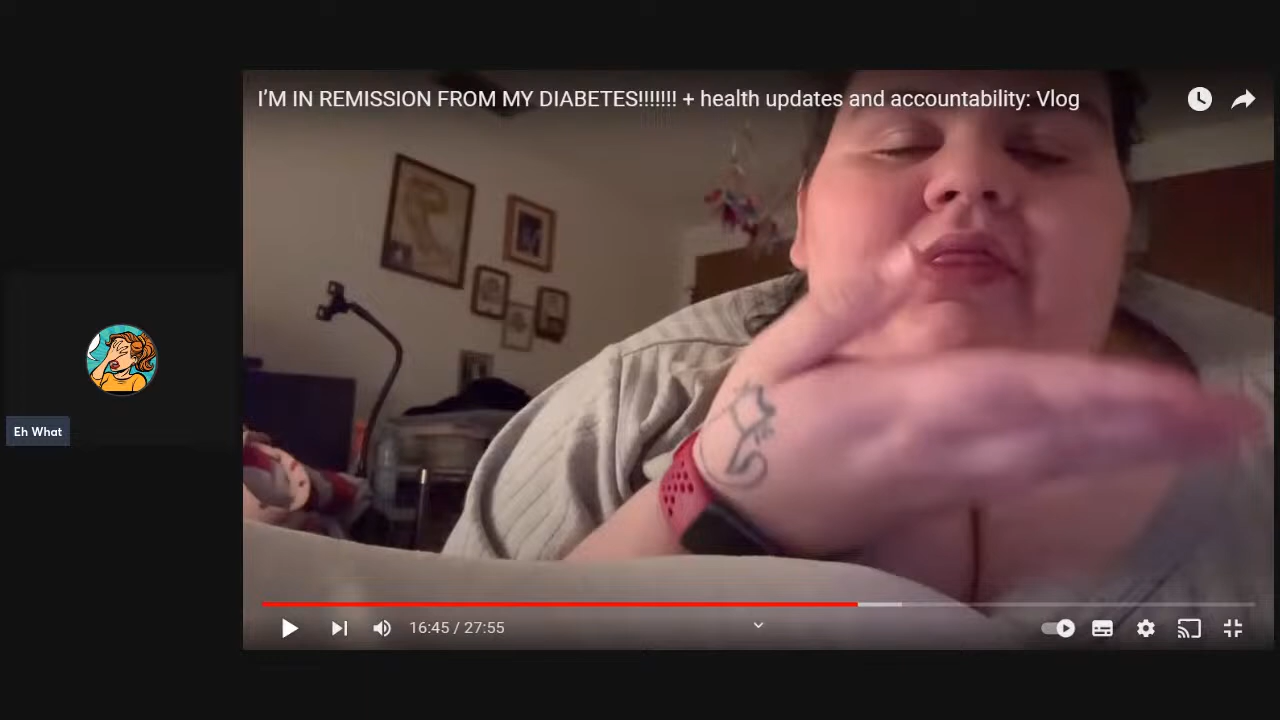 I'M IN REMISSION FROM MY DIABETES!!!!!!! + health updates and accountability: Vlog
Eh What
16:45 / 27:55